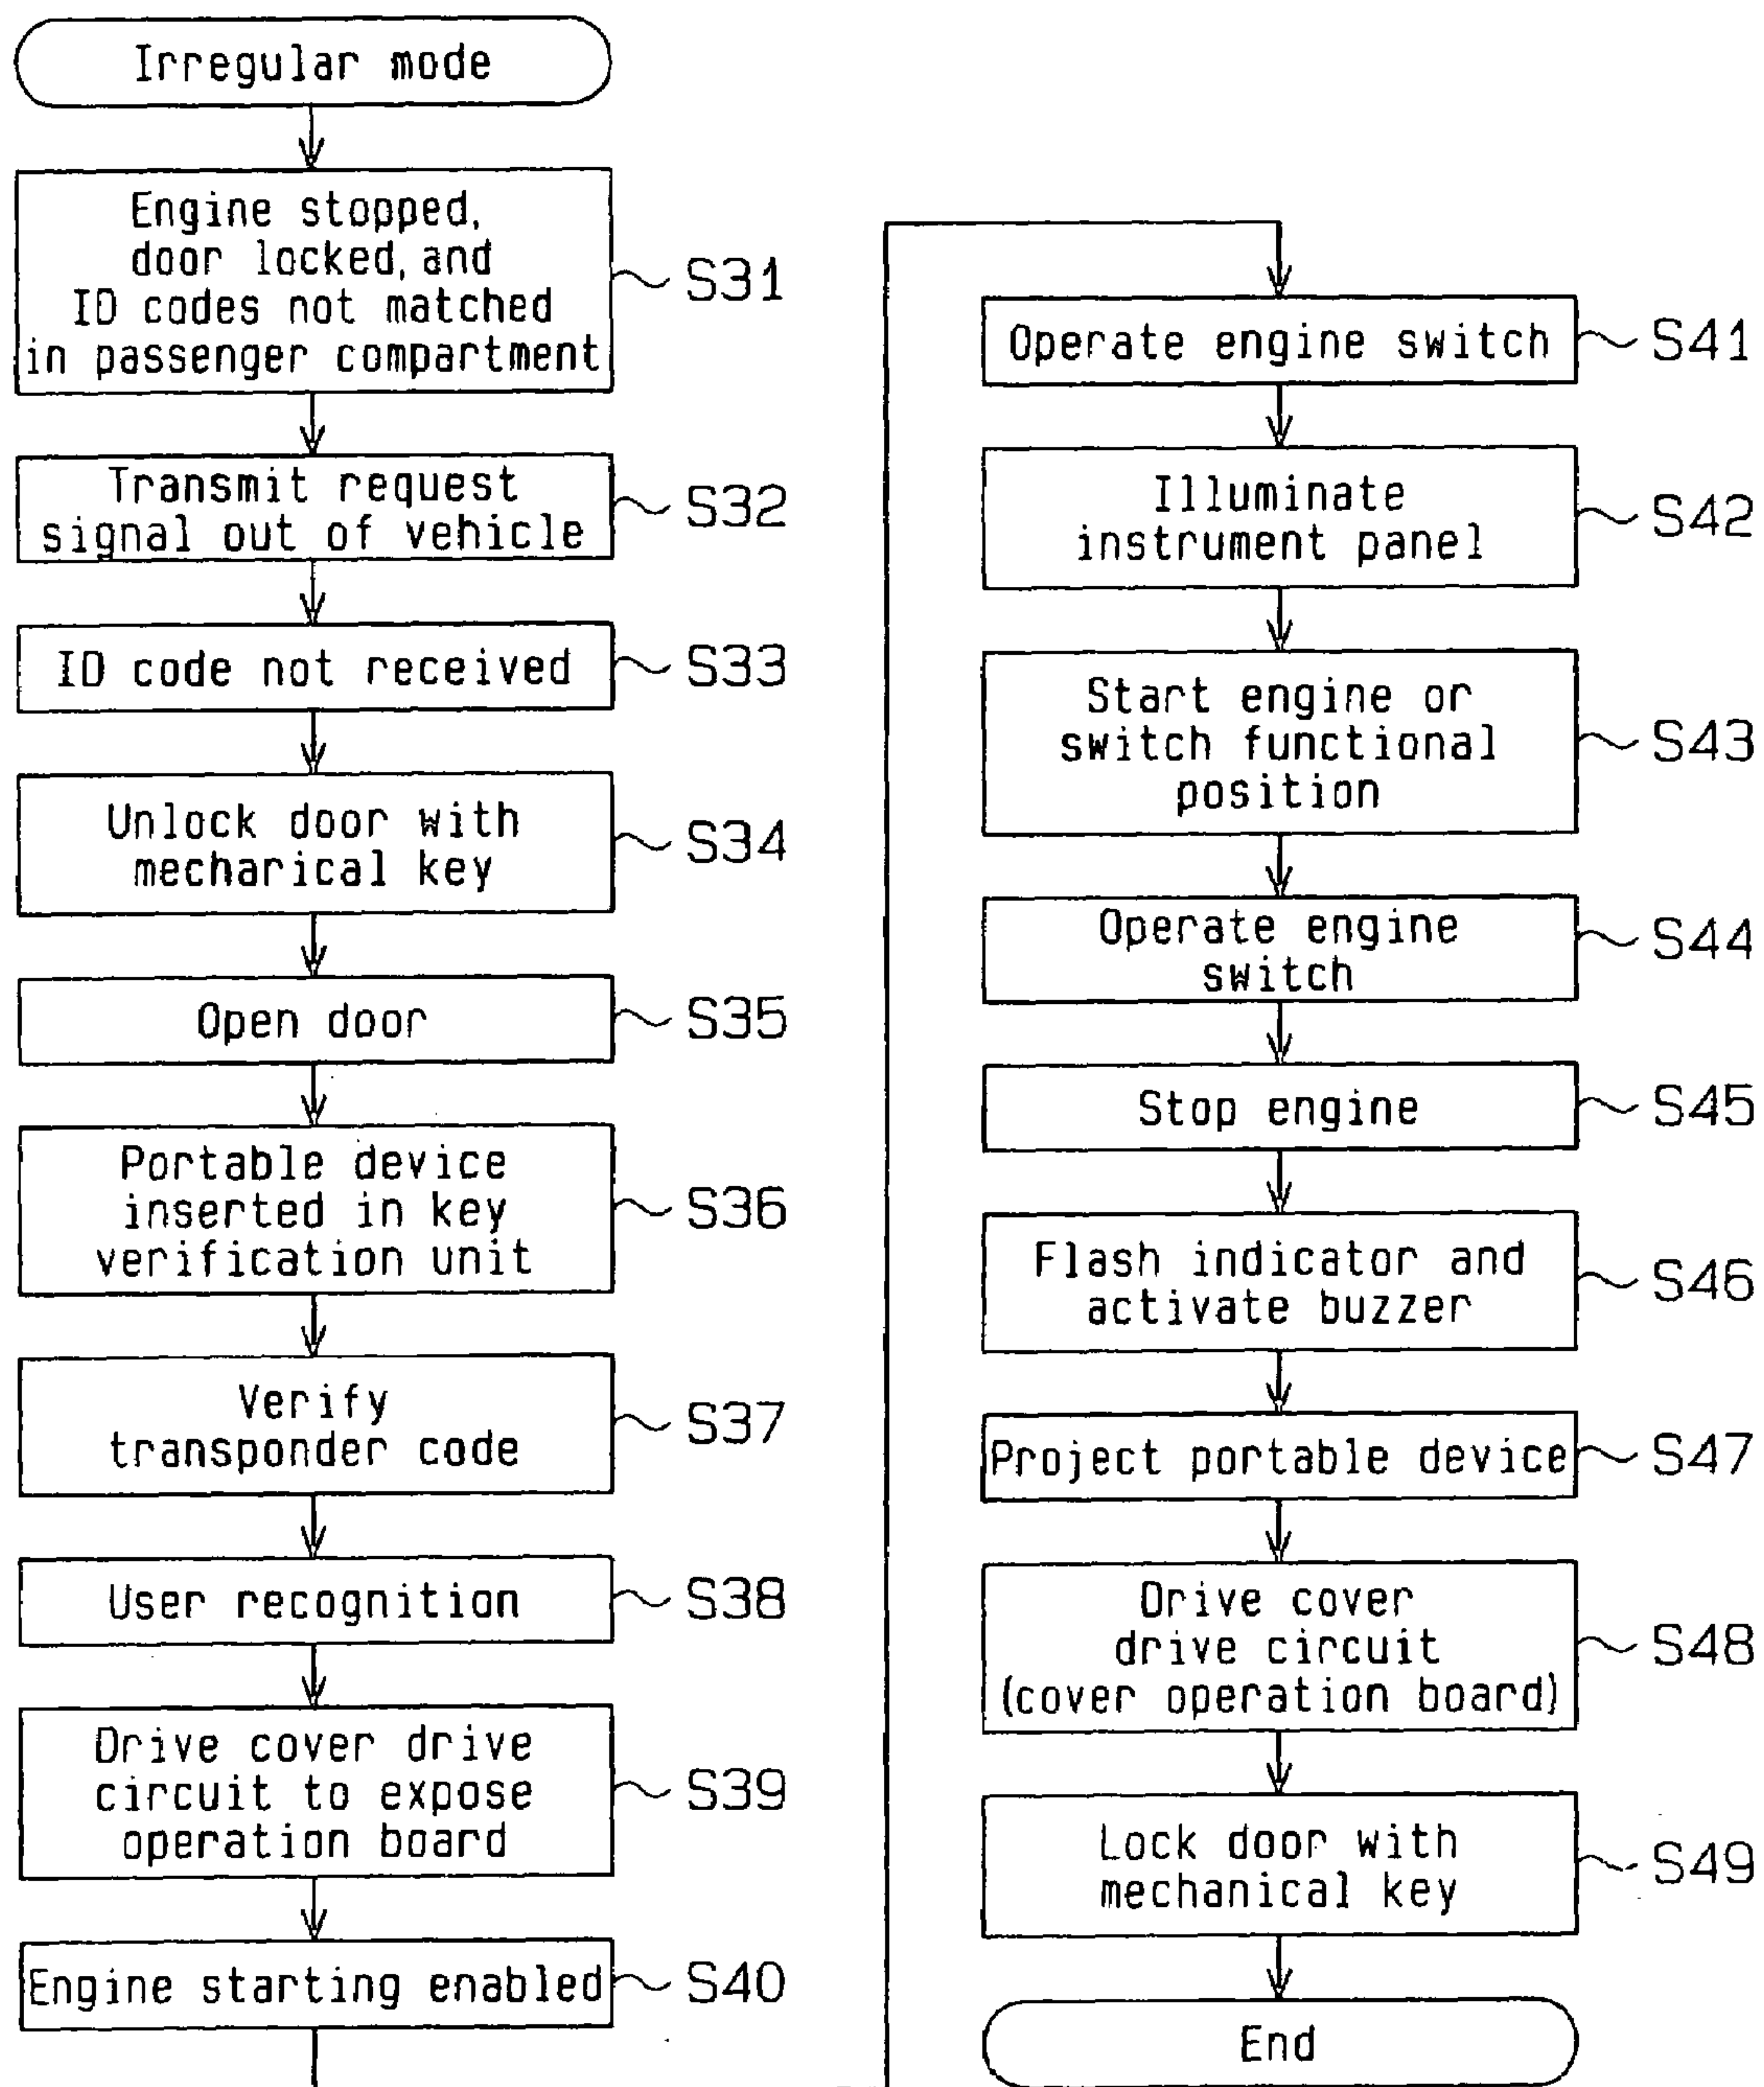 Irregular mode
Engine stopped,
door locked, and
ID codes not matched
in passenger compartment
S31
Transmit request
signal out of vehicle
S32
ID code not received
S33
Unlock door with
mecharical key
S34
Open door
S35
Portable device
inserted in key
verification unit
S36
Verify
transponder code
S37
User recognition
S38
Drive cover drive
circuit to expose
operation board
S39
Engine starting enabled
S40
Operate engine switch
S41
Illuminate
instrument panel
S42
Start engine or
switch functional
position
S43
Operate engine
switch
S44
Stop engine
S45
Flash indicator and
activate buzzer
S46
Project portable device
S47
Drive cover
drive circuit
(cover operation board)
S48
Lock door with
mechanical key
S49
End